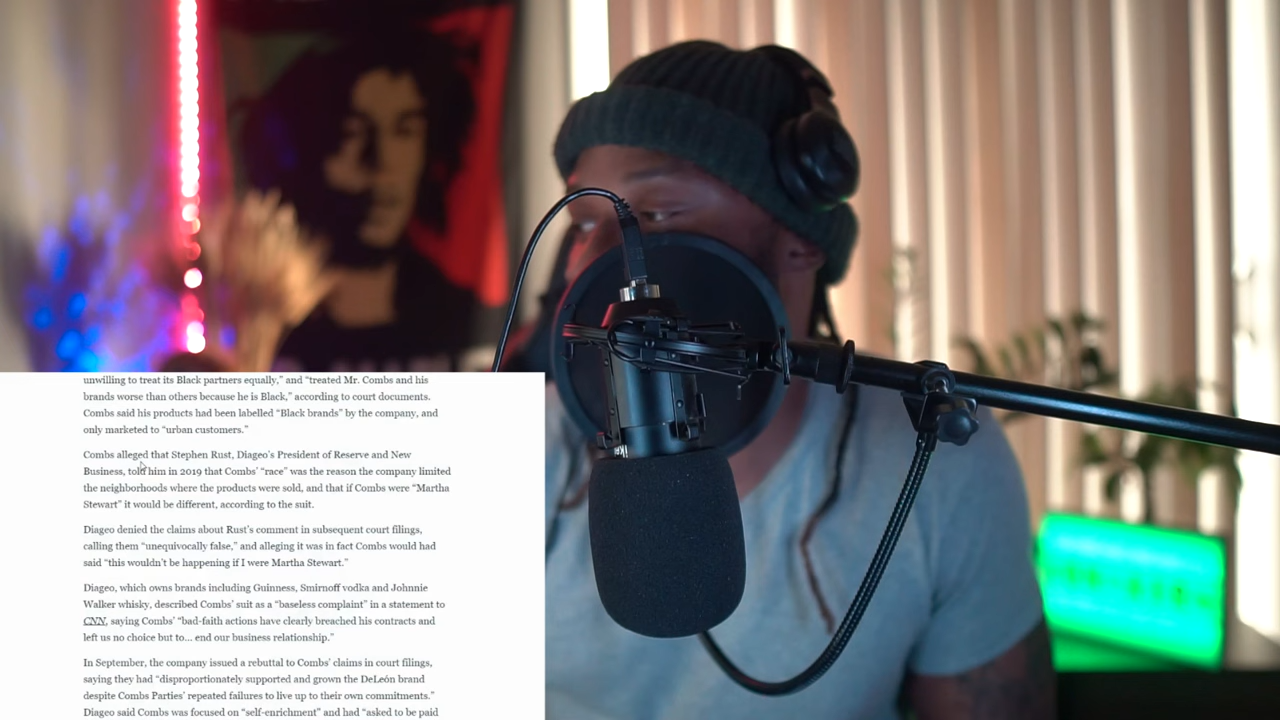 unwilling to treat its Black partners equally,” and “treated Mr. Combs and his
brands worse than others because he is Black,” according to court documents.
Combs said his products had been labelled “Black brands” by the company, and
only marketed to “urban customers.”
Combs alleged that Stephen Rust, Diageo’s President of Reserve and New
Business, told him in 2019 that Combs’ “race” was the reason the company limited
the neighborhoods where the products were sold, and that if Combs were “Martha
Stewart” it would be different, according to the suit.
Diageo denied the claims about Rust’s comment in subsequent court filings,
calling them “unequivocally false,” and alleging it was in fact Combs would had
said “this wouldn’t be happening if I were Martha Stewart.”
Diageo, which owns brands including Guinness, Smirnoff vodka and Johnnie
Walker whisky, described Combs’ suit as a “baseless complaint” in a statement to
CNN, saying Combs’ “bad-faith actions have clearly breached his contracts and
left us no choice but to... end our business relationship.”
In September, the company issued a rebuttal to Combs’ claims in court filings,
saying they had “disproportionately supported and grown the DeLeón brand
despite Combs Parties’ repeated failures to live up to their own commitments.”
Diageo said Combs was focused on “self-enrichment” and had “asked to be paid